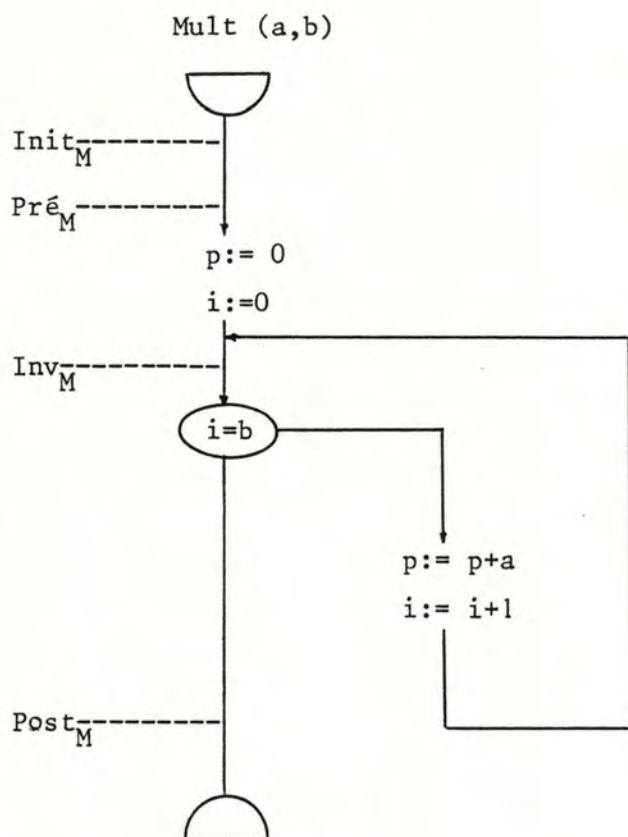 Mult (a,b)
Init_M
Pré_M
p:= 0
i:=0
Inv_M
i=b
p:= p+a
i:= i+1
Post_M